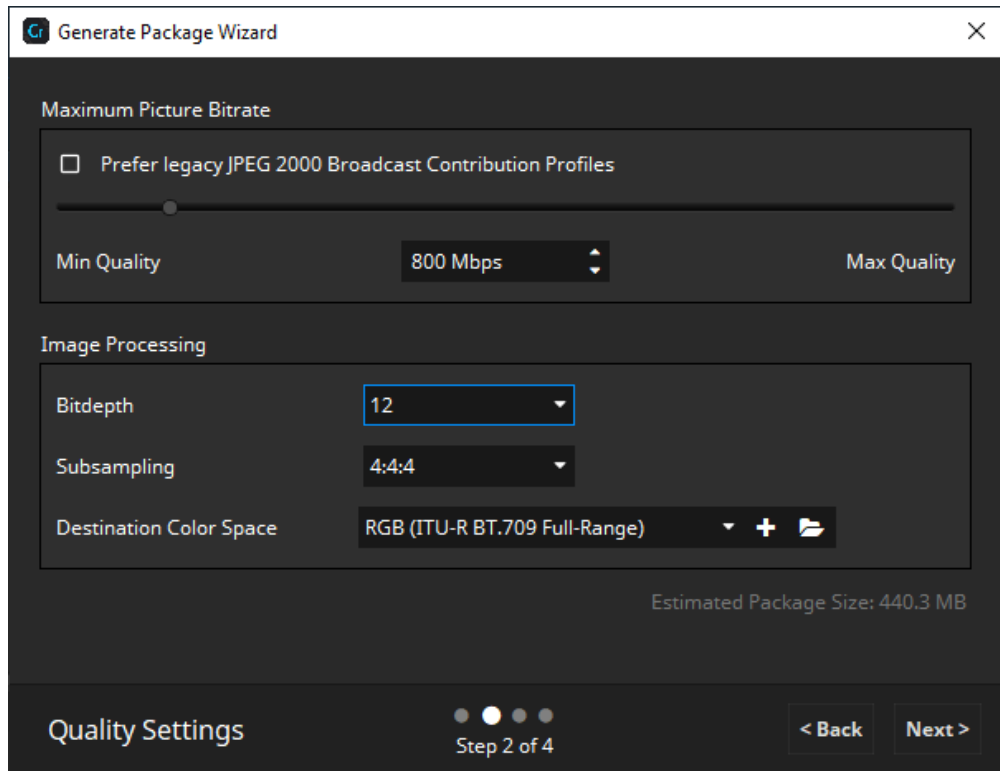 Cr Generate Package Wizard
Maximum Picture Bitrate
Prefer legacy JPEG 2000 Broadcast Contribution Profiles
Min Quality 800 Mbps Max Quality
Image Processing
Bitdepth 12
Subsampling 4:4:4
Destination Color Space RGB (ITU-R BT.709 Full-Range)
Estimated Package Size: 440.3 MB
Quality Settings Step 2 of 4 < Back Next >